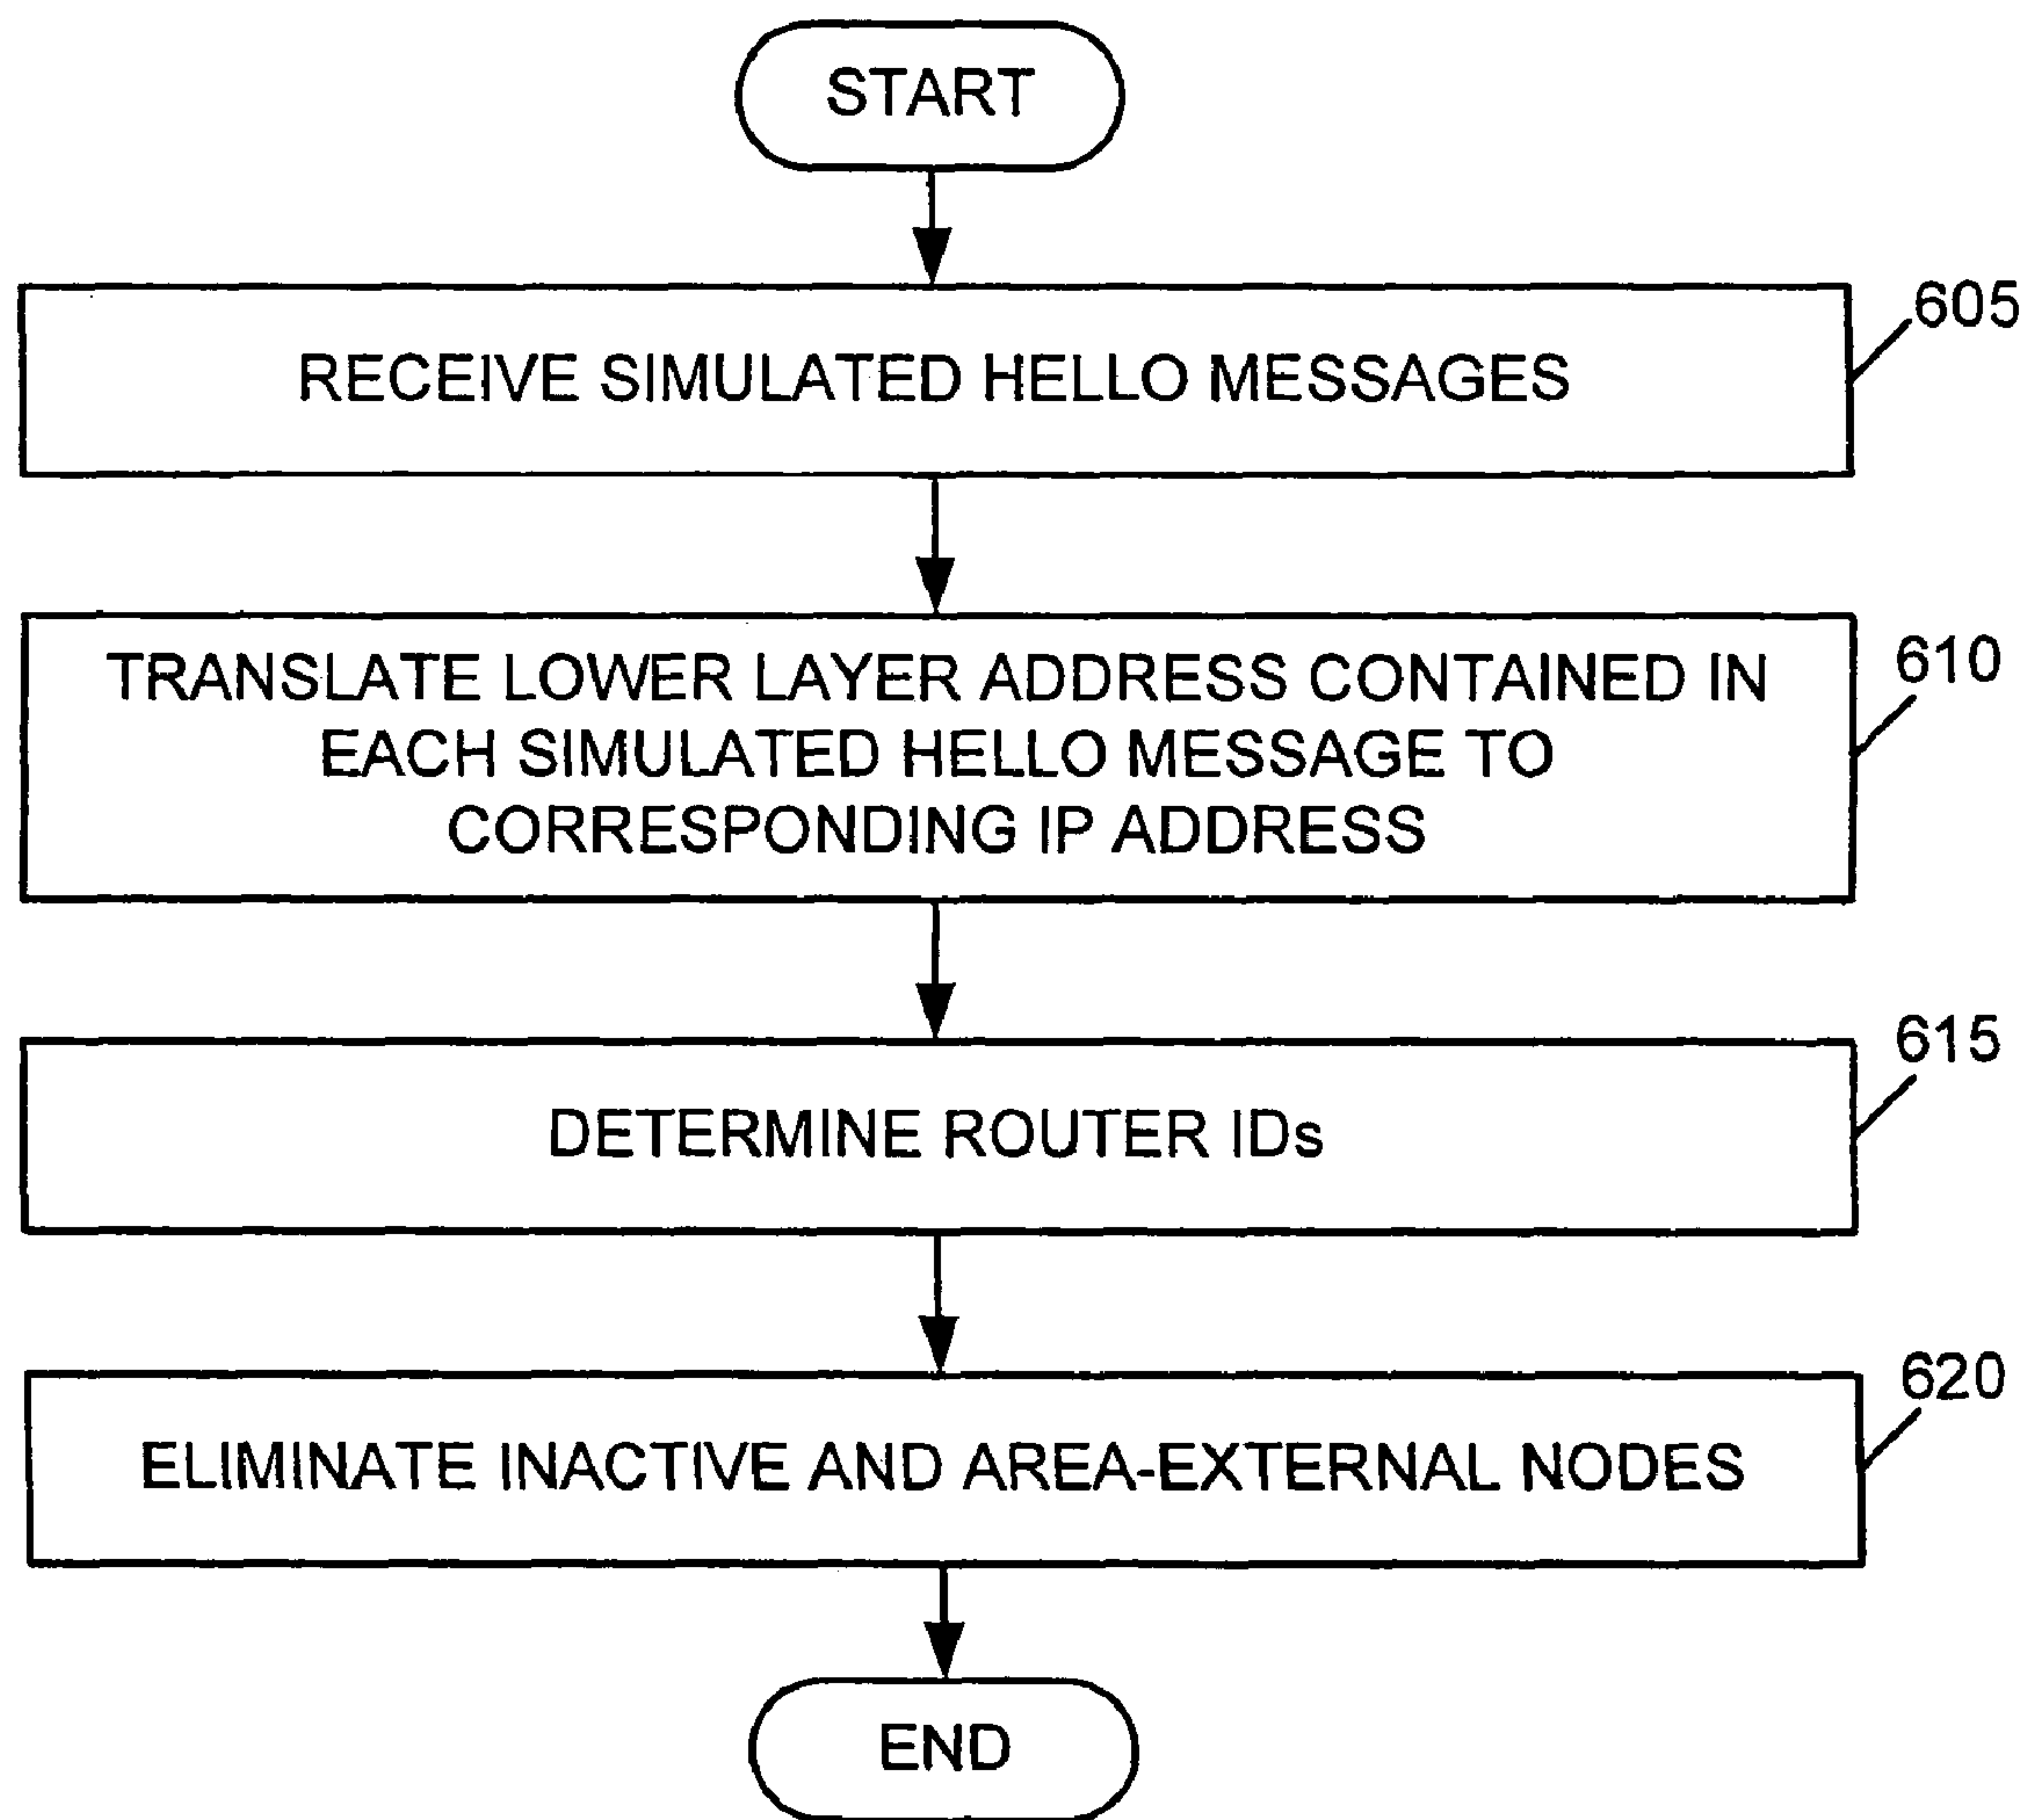 START
605
RECEIVE SIMULATED HELLO MESSAGES
610
TRANSLATE LOWER LAYER ADDRESS CONTAINED IN
EACH SIMULATED HELLO MESSAGE TO
CORRESPONDING IP ADDRESS
615
DETERMINE ROUTER IDs
620
ELIMINATE INACTIVE AND AREA-EXTERNAL NODES
END